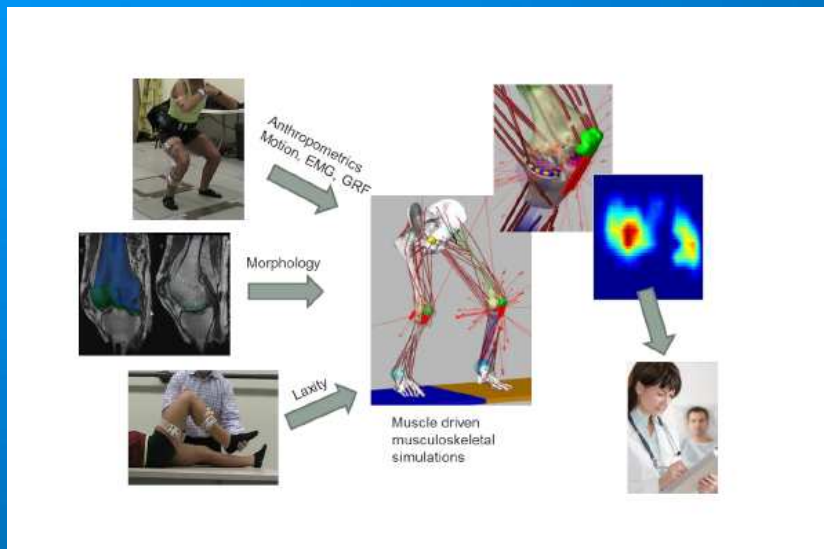 Anthropometrics
Motion, EMG, GRF
Morphology
Laxity
Muscle driven
musculoskeletal
simulations